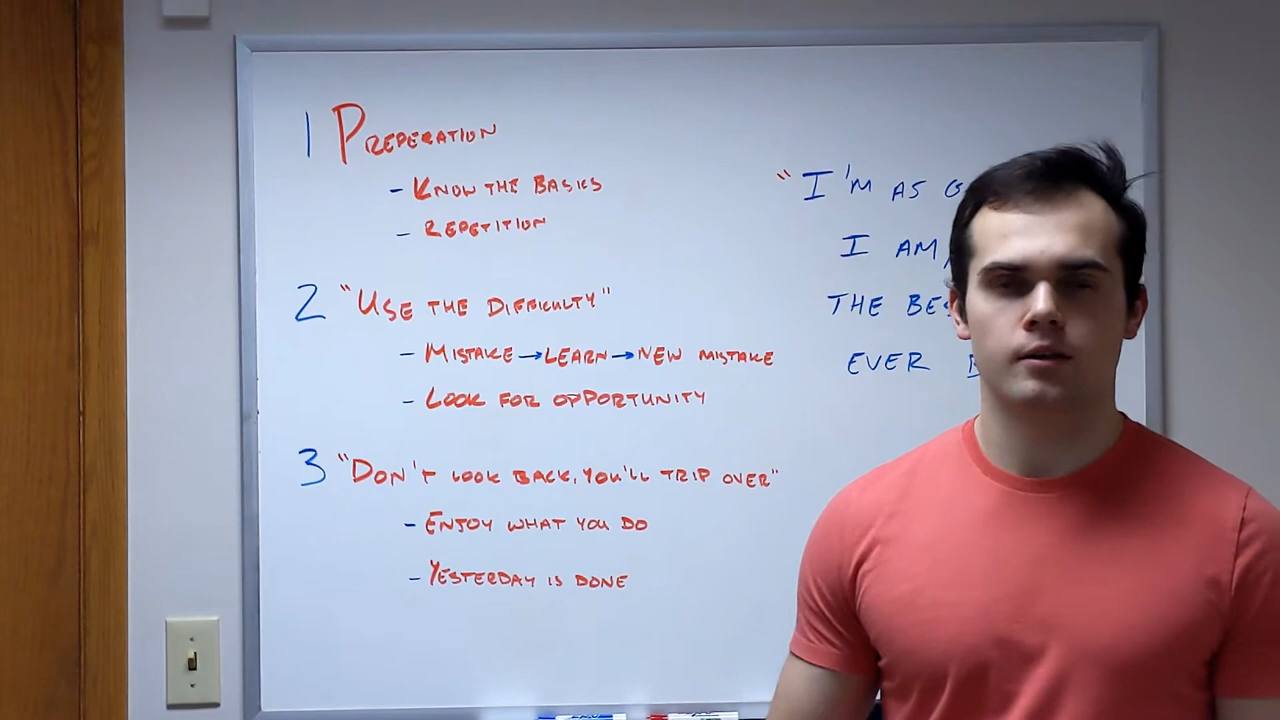 1 PREPERATION
- KNOW THE BASICS
- REPETITION
2 "USE THE DIFFICULTY"
- MISTAKE → LEARN → NEW MISTAKE
- LOOK FOR OPPORTUNITY
3 "DON'T LOOK BACK, YOU'LL TRIP OVER"
- ENJOY WHAT YOU DO
- YESTERDAY IS DONE
"I'M AS
I AM,
THE
EVER